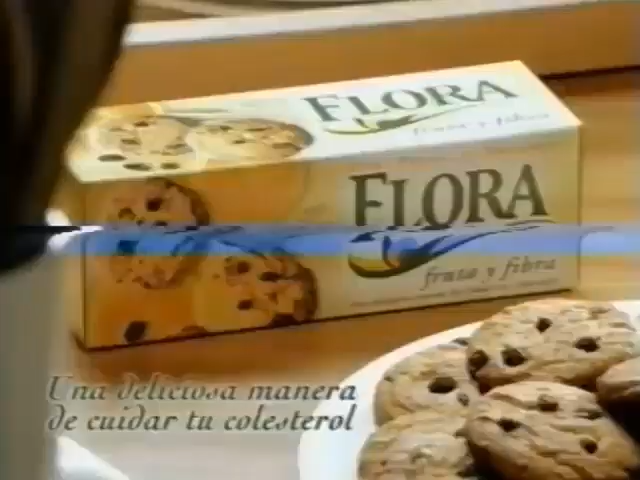 FLORA
fruta y fibra
FLORA
fruta y fibra
Una deliciosa manera
de cuidar tu colesterol